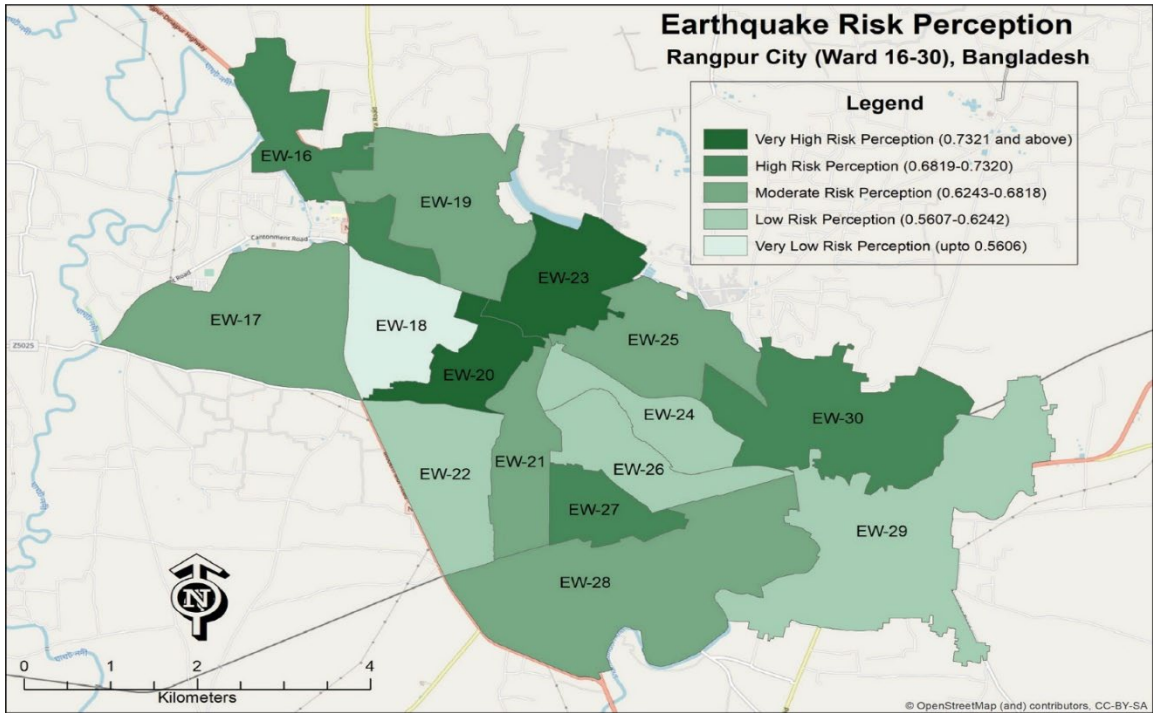 Earthquake Risk Perception
Rangpur City (Ward 16-30), Bangladesh
Legend
Very High Risk Perception (0.7321 and above)
High Risk Perception (0.6819-0.7320)
Moderate Risk Perception (0.6243-0.6818)
Low Risk Perception (0.5607-0.6242)
Very Low Risk Perception (upto 0.5606)
EW-16
EW-19
Cantonment Road
Road
EW-23
EW-17
EW-18
EW-25
Z5025
EW-20
EW-24
EW-30
EW-22
EW-21
EW-26
EW-27
EW-29
EW-28
N
0 1 2 4
Kilometers
© OpenStreetMap (and) contributors, CC-BY-SA